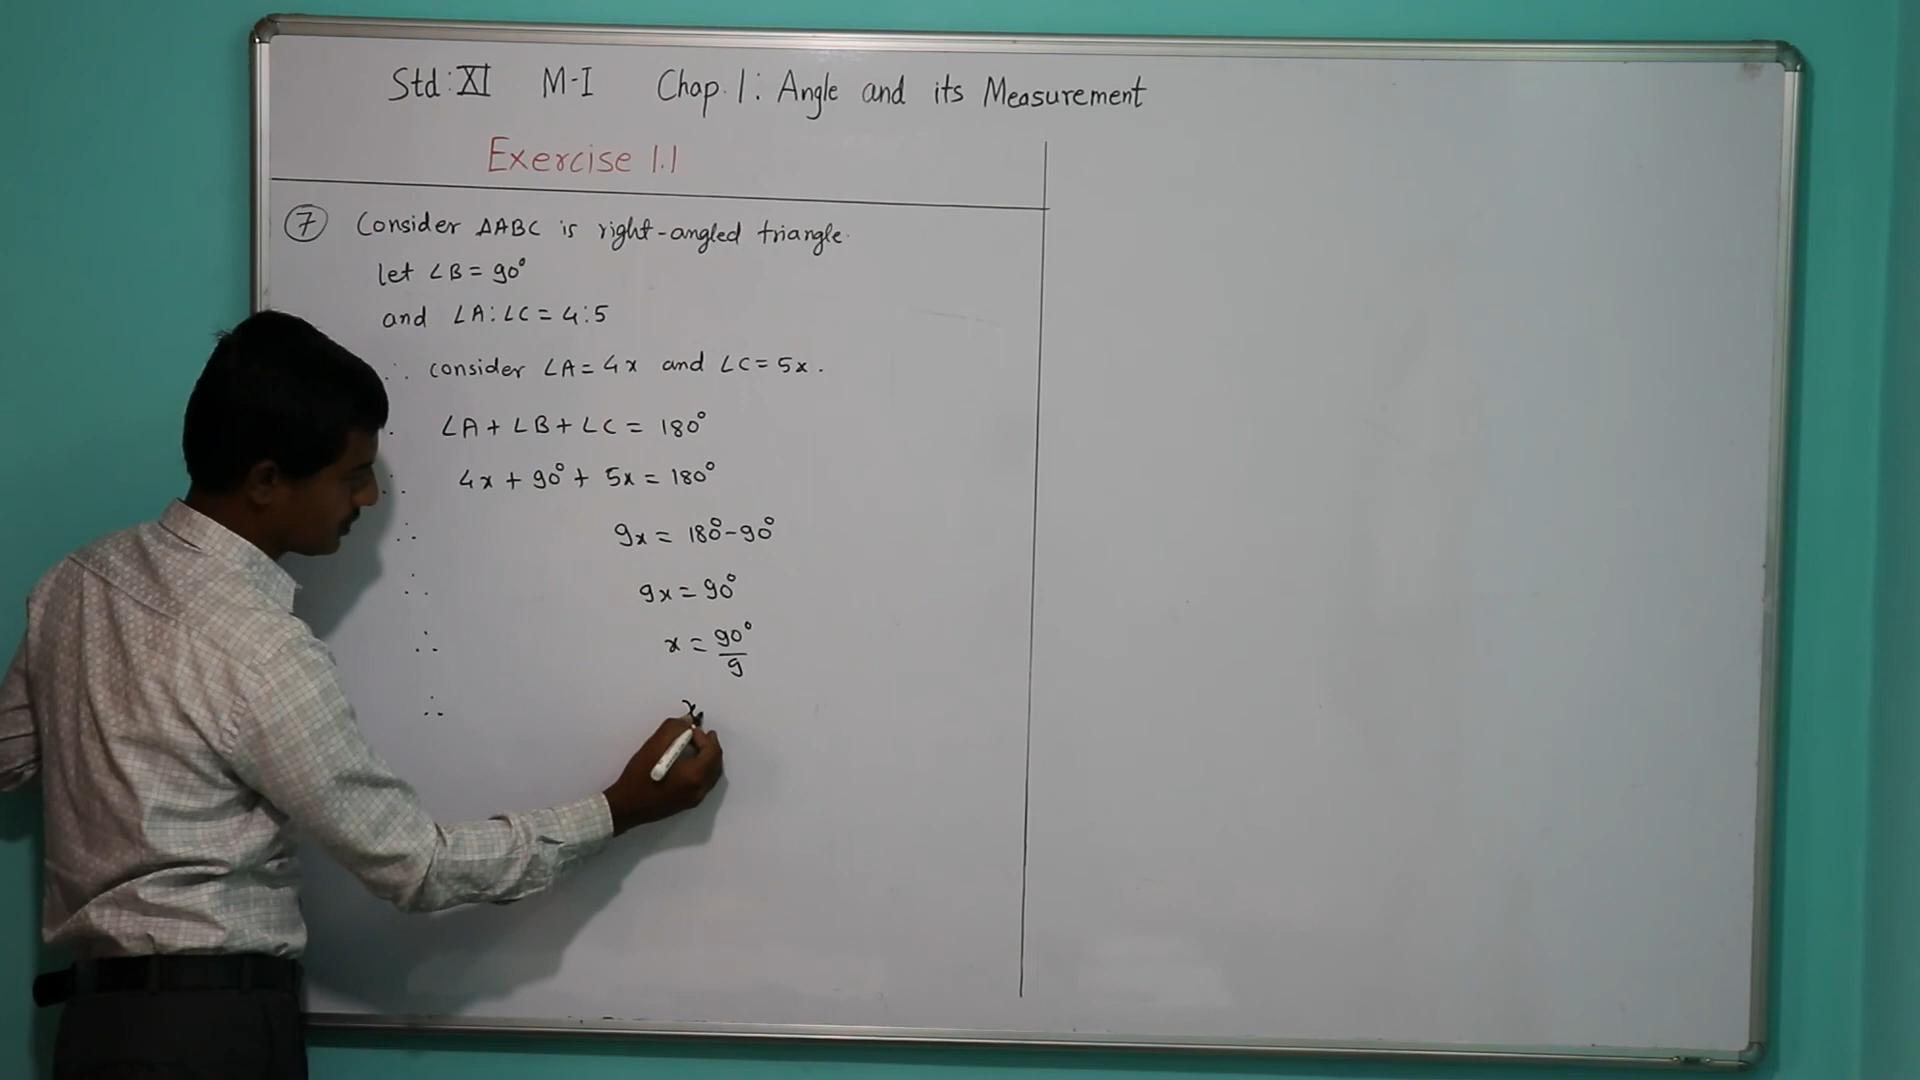 Std: XI M-I Chap. 1: Angle and its Measurement
Exercise 1.1
7 Consider ΔABC is right-angled triangle.
let ∠B = 90°
and ∠A:∠C = 4:5
∴ consider ∠A = 4x and ∠C = 5x.
∴ ∠A + ∠B + ∠C = 180°
∴ 4x + 90° + 5x = 180°
∴ 9x = 180° - 90°
∴ 9x = 90°
∴ x = 90°/9
∴ x